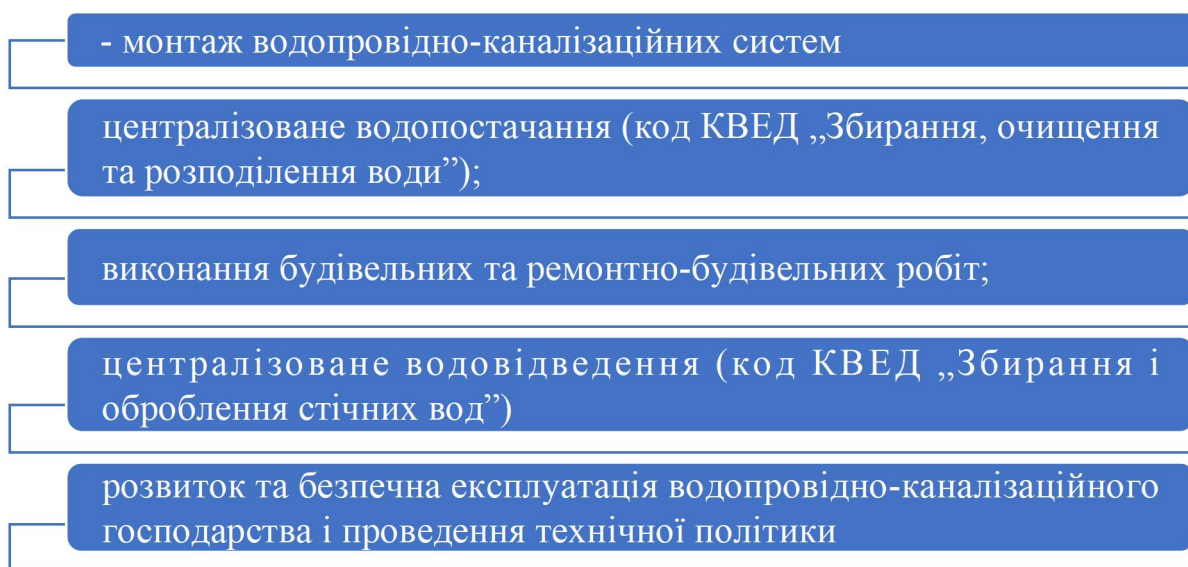 - монтаж водопровідно-каналізаційних систем
централізоване водопостачання (код КВЕД „Збирання, очищення
та розподілення води”);
виконання будівельних та ремонтно-будівельних робіт;
централізоване водовідведення (код КВЕД „Збирання і
оброблення стічних вод”)
розвиток та безпечна експлуатація водопровідно-каналізаційного
господарства і проведення технічної політики